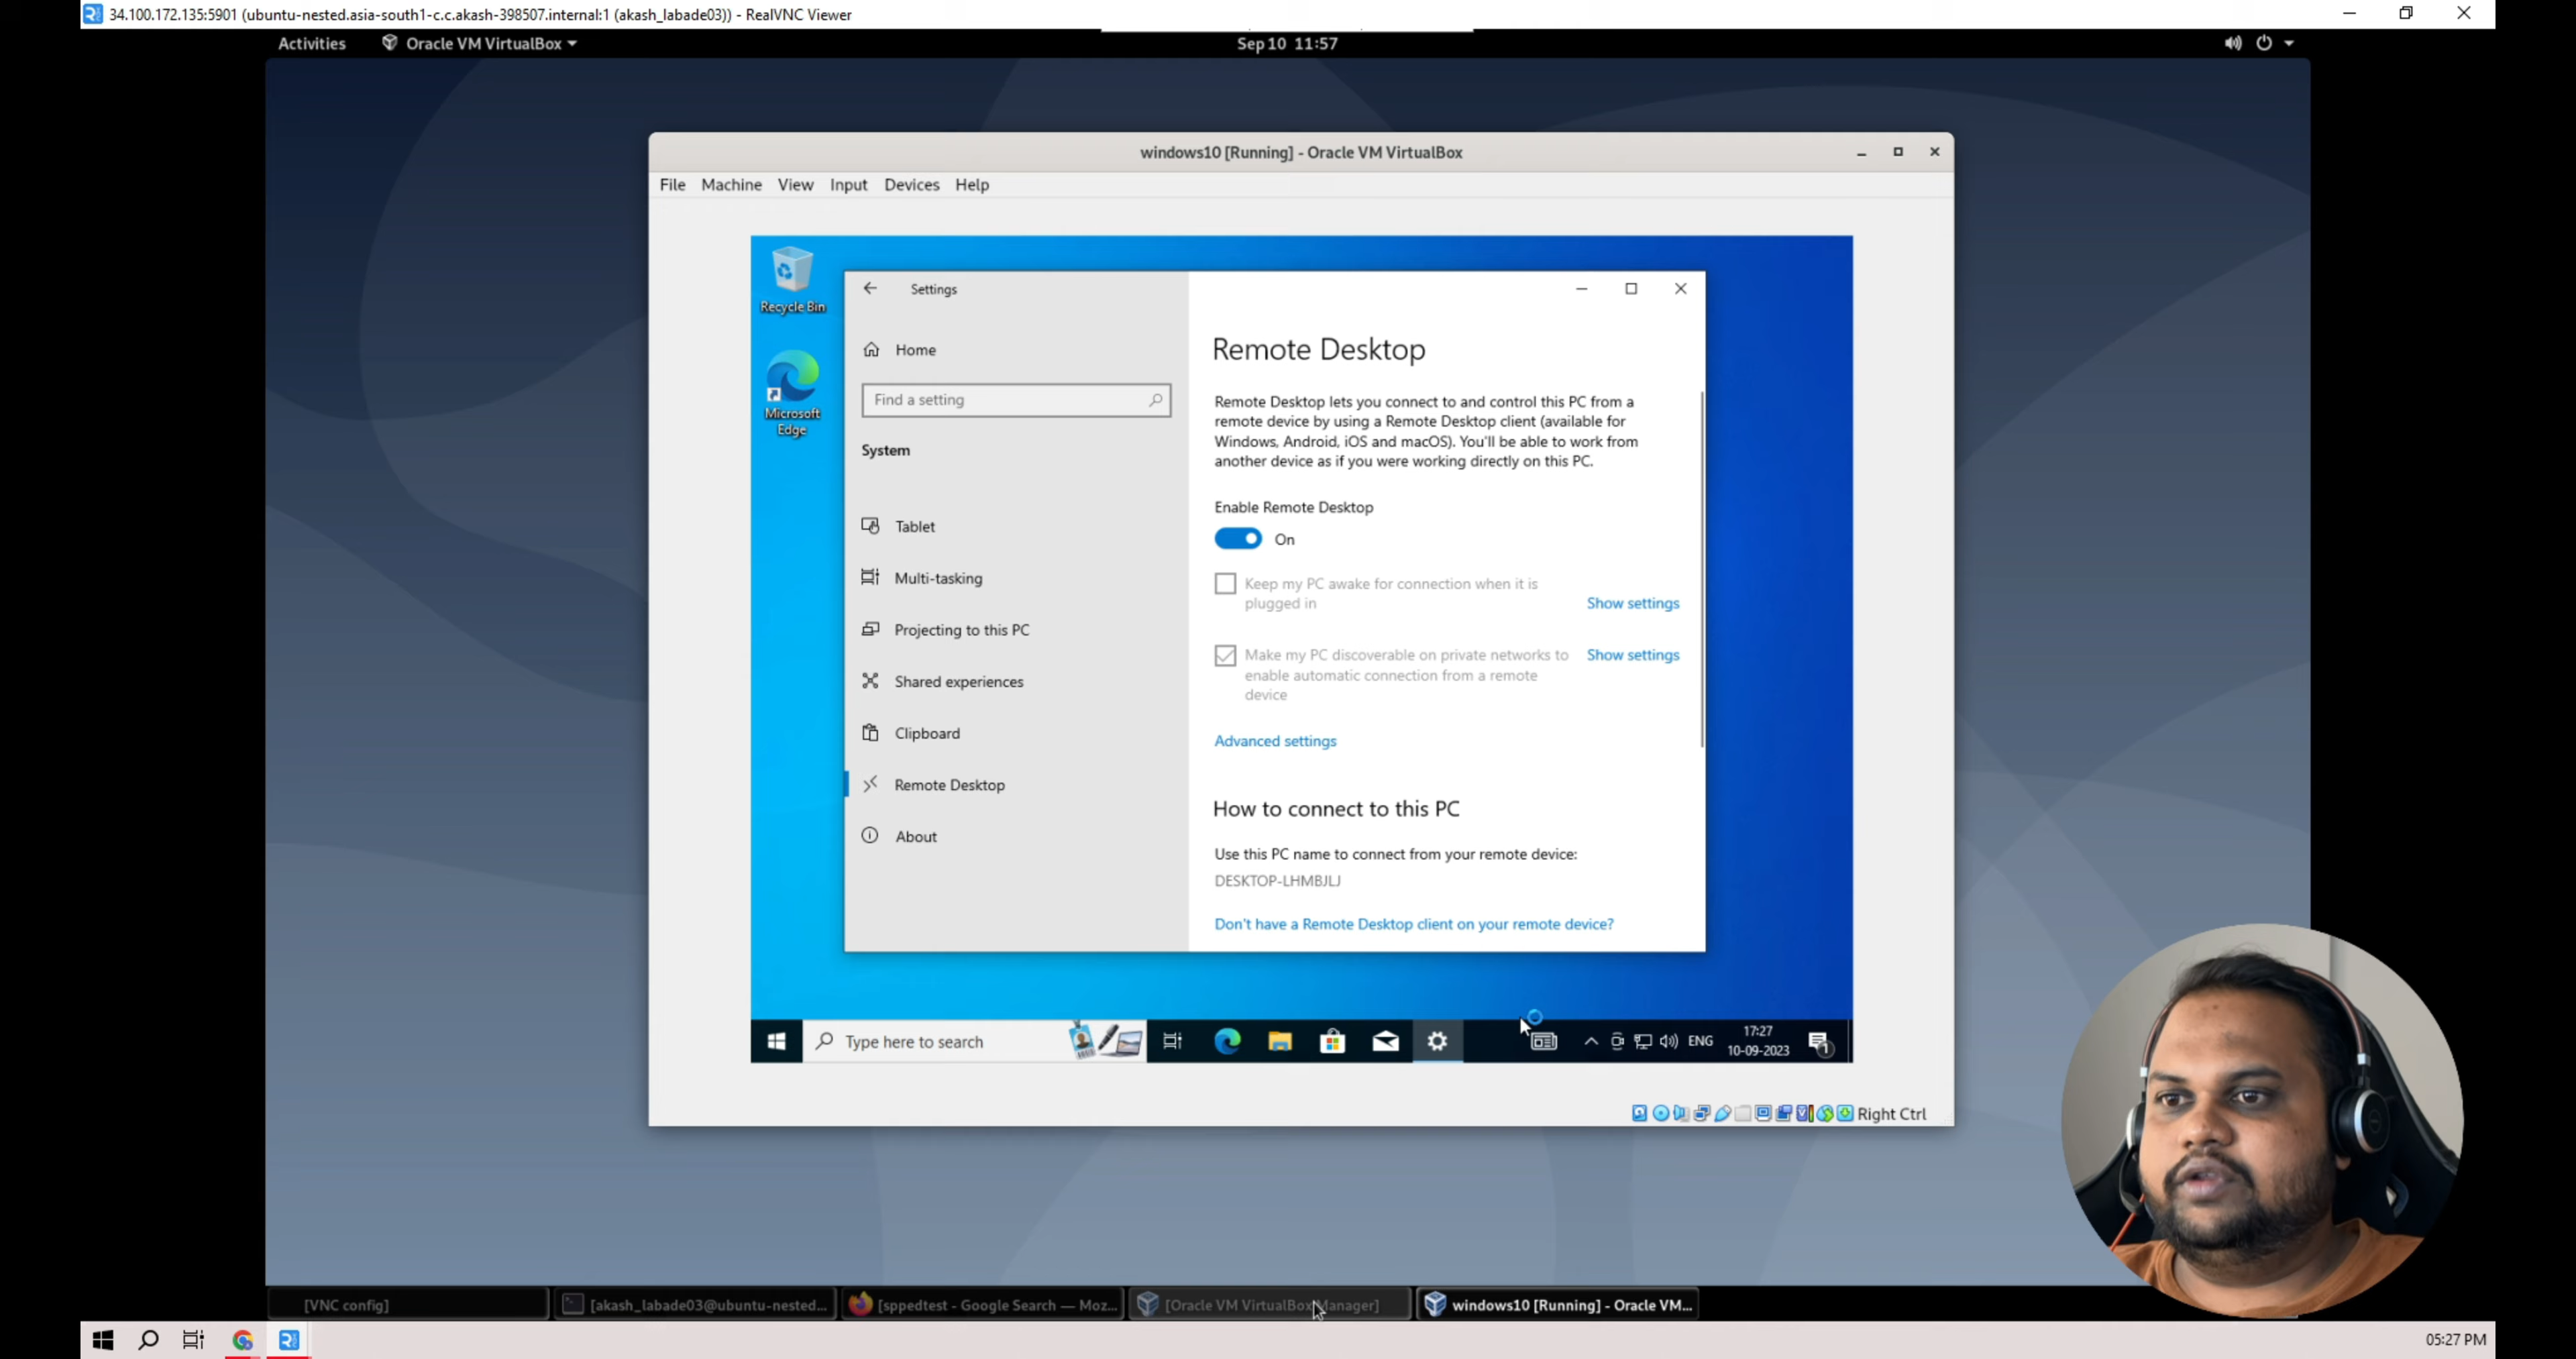 34.100.172.135:5901 (ubuntu-nested.asia-south1-c.c.akash-398507.internal:1 (akash_labade03)) - RealVNC Viewer
Activities
Oracle VM VirtualBox
Sep 10 11:57
windows10 [Running] - Oracle VM VirtualBox
File Machine View Input Devices Help
Recycle Bin
Microsoft
Edge
Settings
Home
Find a setting
System
Tablet
Multi-tasking
Projecting to this PC
Shared experiences
Clipboard
Remote Desktop
About
Remote Desktop
Remote Desktop lets you connect to and control this PC from a
remote device by using a Remote Desktop client (available for
Windows, Android, iOS and macOS). You'll be able to work from
another device as if you were working directly on this PC.
Enable Remote Desktop
On
Keep my PC awake for connection when it is
plugged in
Show settings
Make my PC discoverable on private networks to
enable automatic connection from a remote
device
Show settings
Advanced settings
How to connect to this PC
Use this PC name to connect from your remote device:
DESKTOP-LHMBJLJ
Don't have a Remote Desktop client on your remote device?
Type here to search
ENG
17:27
10-09-2023
1
Right Ctrl
[VNC config]
[akash_labade03@ubuntu-nested...
[sppedtest - Google Search — Moz...
[Oracle VM VirtualBox Manager]
windows10 [Running] - Oracle VM...
05:27 PM